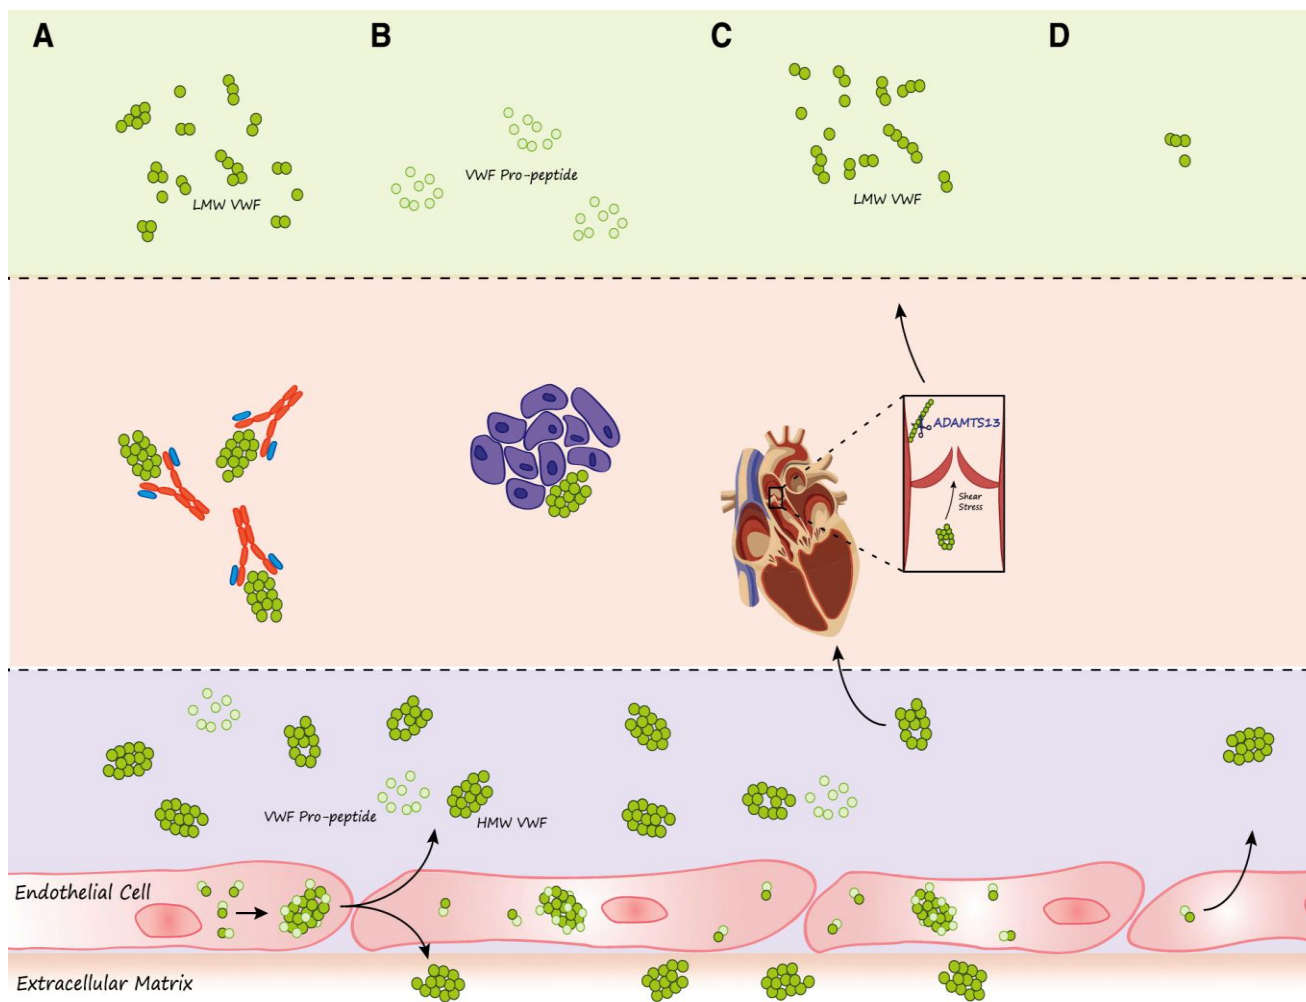 A
B
C
D
LMW VWF
VWF Pro-peptide
LMW VWF
ADAMTS13
Shear
Stress
VWF Pro-peptide
HMW VWF
Endothelial Cell
Extracellular Matrix